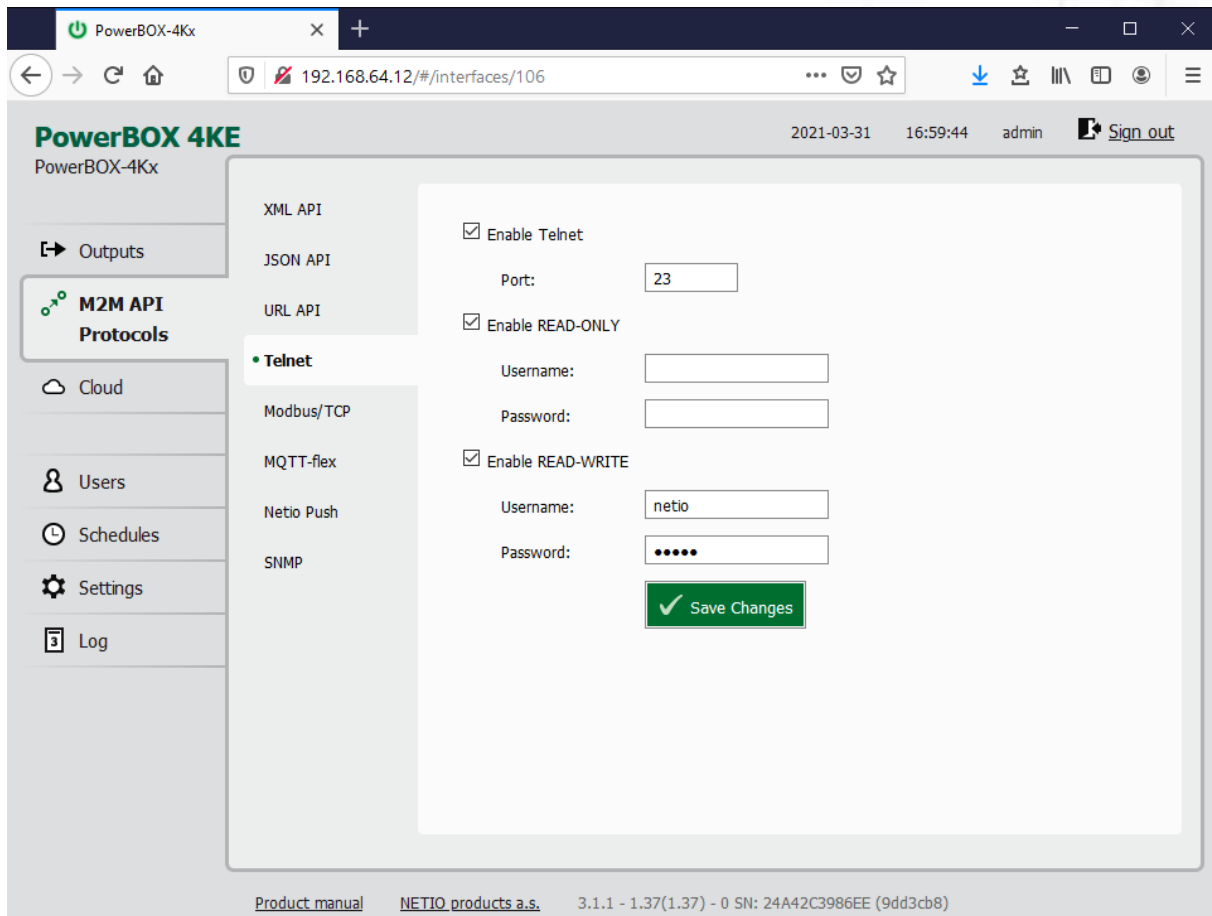 PowerBOX-4Kx
192.168.64.12/#/interfaces/106
PowerBOX 4KE
PowerBOX-4Kx
2021-03-31 16:59:44 admin Sign out
Outputs
M2M API
Protocols
Cloud
Users
Schedules
Settings
3 Log
XML API
JSON API
URL API
• Telnet
Modbus/TCP
MQTT-flex
Netio Push
SNMP
Enable Telnet
Port: 23
Enable READ-ONLY
Username:
Password:
Enable READ-WRITE
Username: netio
Password: •••••
Save Changes
Product manual NETIO products a.s. 3.1.1 - 1.37(1.37) - 0 SN: 24A42C3986EE (9dd3cb8)